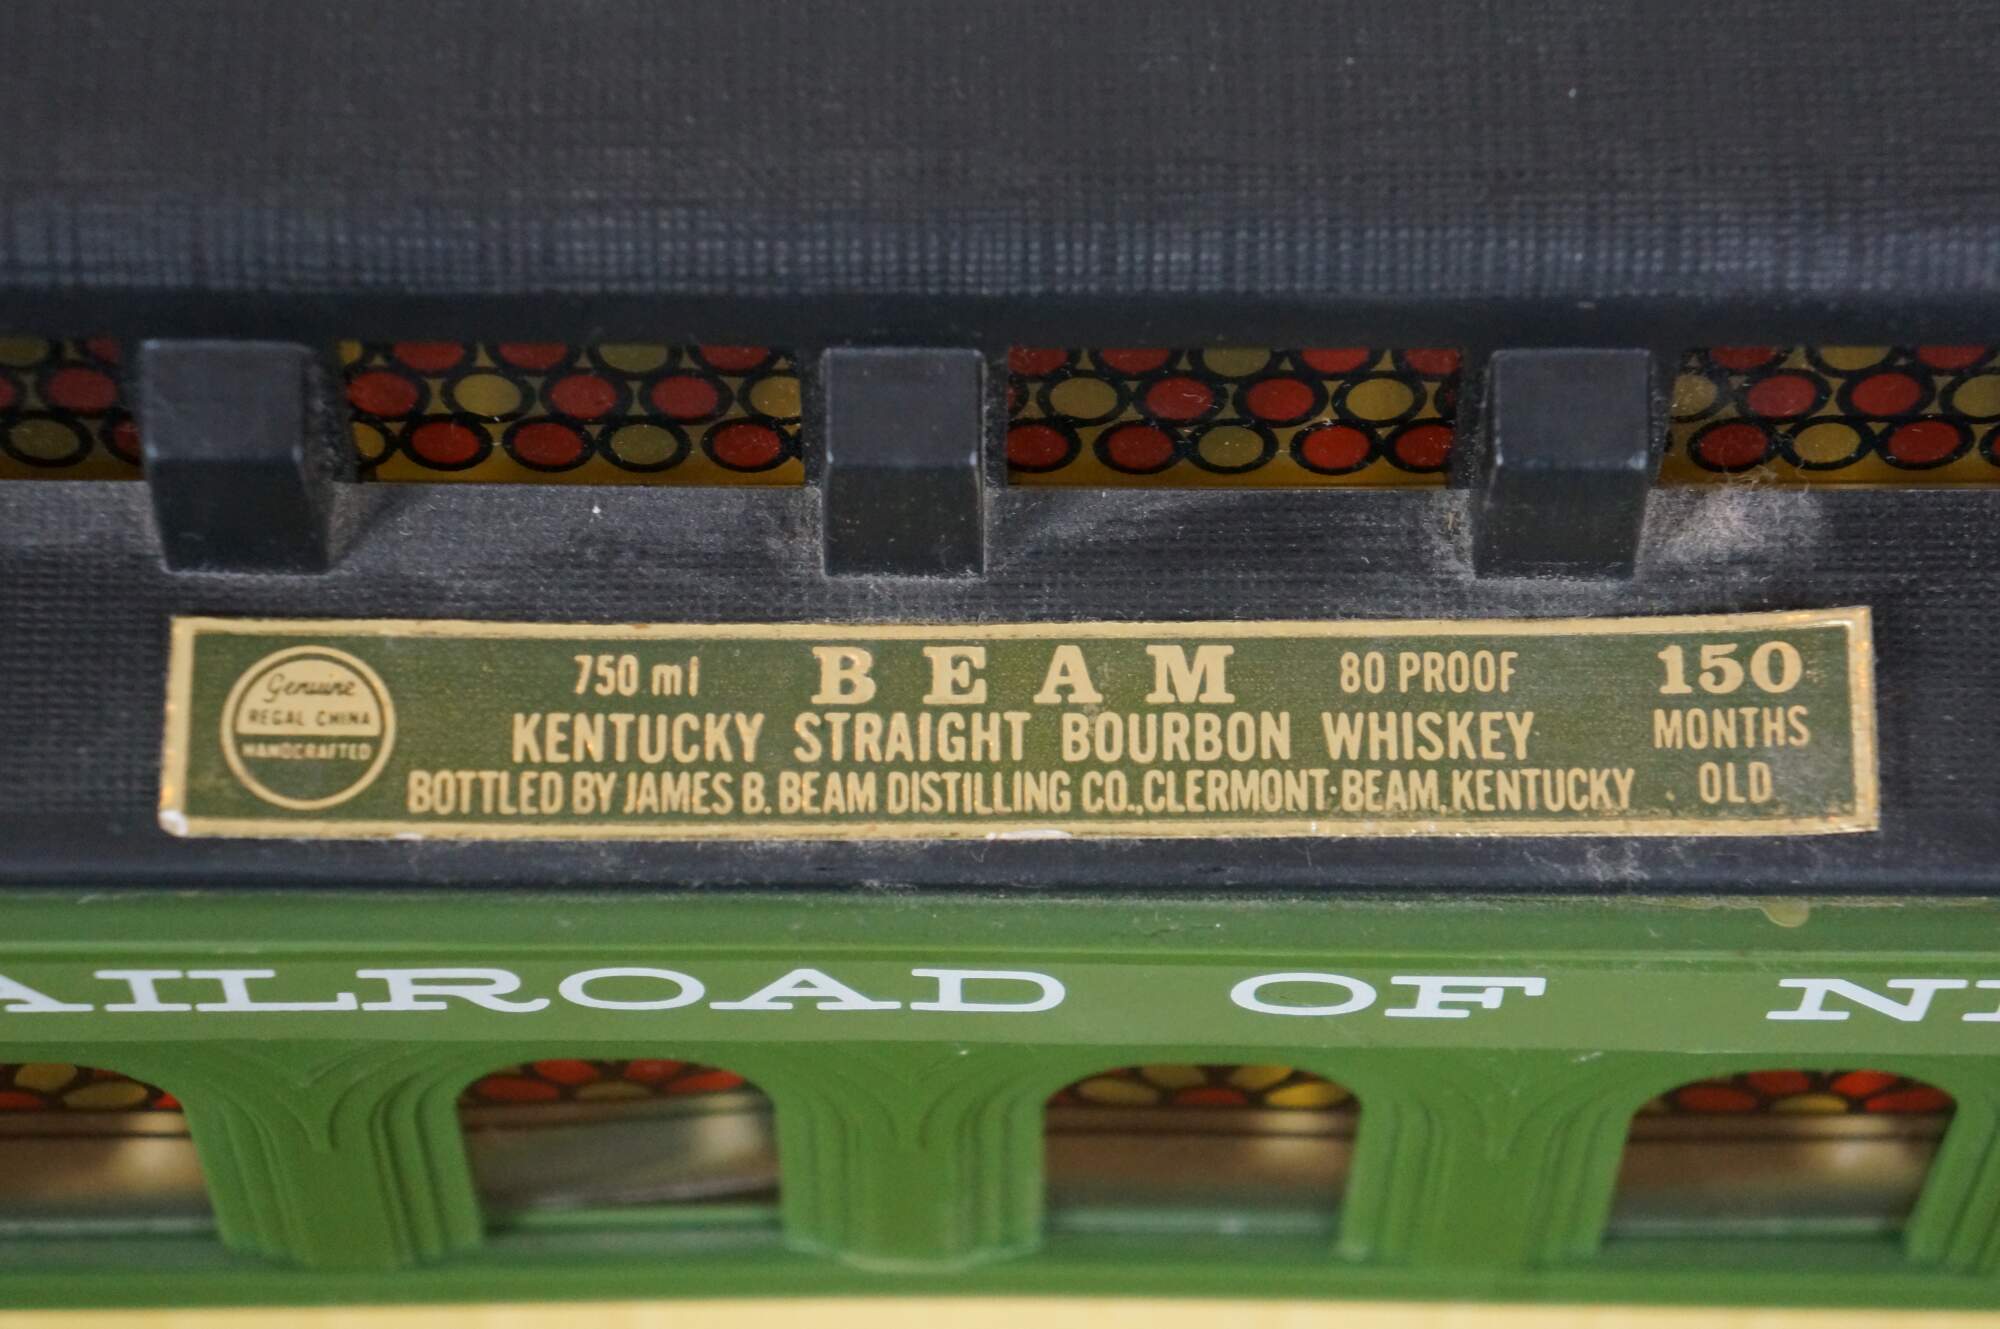 Genuine
REGAL CHINA
HANDCRAFTED
750 ml BEAM 80 PROOF
KENTUCKY STRAIGHT BOURBON WHISKEY
BOTTLED BY JAMES B. BEAM DISTILLING CO., CLERMONT·BEAM, KENTUCKY
150
MONTHS
OLD
AILROAD OF N